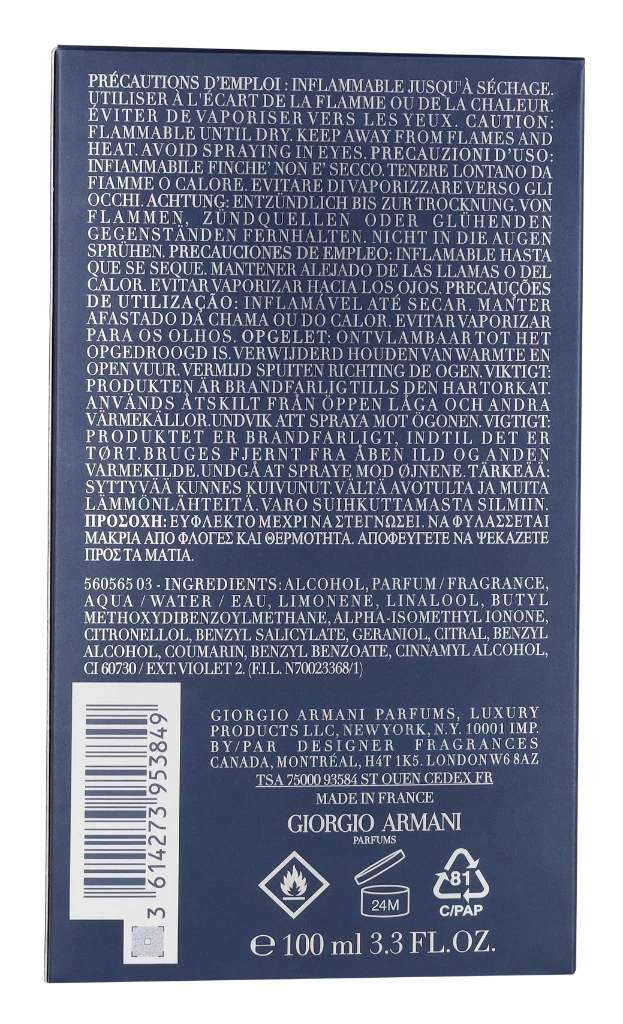 PRÉCAUTIONS D'EMPLOI : INFLAMMABLE JUSQU'À SÉCHAGE.
UTILISER À L'ÉCART DE LA FLAMME OU DE LA CHALEUR.
ÉVITER DE VAPORISER VERS LES YEUX. CAUTION:
FLAMMABLE UNTIL DRY. KEEP AWAY FROM FLAMES AND
HEAT. AVOID SPRAYING IN EYES. PRECAUZIONI D'USO:
INFIAMMABILE FINCHE' NON E' SECCO. TENERE LONTANO DA
FIAMME O CALORE. EVITARE DI VAPORIZZARE VERSO GLI
OCCHI. ACHTUNG: ENTZÜNDLICH BIS ZUR TROCKNUNG. VON
FLAMMEN, ZÜNDQUELLEN ODER GLÜHENDEN
GEGENSTÄNDEN FERNHALTEN. NICHT IN DIE AUGEN
SPRÜHEN. PRECAUCIONES DE EMPLEO: INFLAMABLE HASTA
QUE SE SEQUE. MANTENER ALEJADO DE LAS LLAMAS O DEL
CALOR. EVITAR VAPORIZAR HACIA LOS OJOS. PRECAUÇÕES
DE UTILIZAÇÃO: INFLAMÁVEL ATÉ SECAR. MANTER
AFASTADO DA CHAMA OU DO CALOR. EVITAR VAPORIZAR
PARA OS OLHOS. OPGELET: ONTVLAMBAAR TOT HET
OPGEDROOGD IS. VERWIJDERD HOUDEN VAN WARMTE EN
OPEN VUUR. VERMIJD SPUITEN RICHTING DE OGEN. VIKTIGT:
PRODUKTEN ÄR BRANDFARLIG TILLS DEN HAR TORKAT.
ANVÄNDS ÅTSKILT FRÅN ÖPPEN LÅGA OCH ANDRA
VÄRMEKÄLLOR. UNDVIK ATT SPRAYA MOT ÖGONEN. VIGTIGT:
PRODUKTET ER BRANDFARLIGT, INDTIL DET ER
TØRT. BRUGES FJERNT FRA ÅBEN ILD OG ANDEN
VARMEKILDE. UNDGÅ AT SPRAYE MOD ØJNENE. TÄRKEÄÄ:
SYTTYVÄÄ KUNNES KUIVUNUT. VÄLTÄ AVOTULTA JA MUITA
LÄMMÖNLÄHTEITÄ. VARO SUIHKUTTAMASTA SILMIIN.
ΠΡΟΣΟΧΗ: ΕΥΦΛΕΚΤΟ ΜΕΧΡΙ ΝΑ ΣΤΕΓΝΩΣΕΙ. ΝΑ ΦΥΛΑΣΣΕΤΑΙ
ΜΑΚΡΙΑ ΑΠΟ ΦΛΟΓΕΣ ΚΑΙ ΘΕΡΜΟΤΗΤΑ. ΑΠΟΦΕΥΓΕΤΕ ΝΑ ΨΕΚΑΖΕΤΕ
ΠΡΟΣ ΤΑ ΜΑΤΙΑ.
560565 03 - INGREDIENTS: ALCOHOL, PARFUM / FRAGRANCE,
AQUA / WATER / EAU, LIMONENE, LINALOOL, BUTYL
METHOXYDIBENZOYLMETHANE, ALPHA-ISOMETHYL IONONE,
CITRONELLOL, BENZYL SALICYLATE, GERANIOL, CITRAL, BENZYL
ALCOHOL, COUMARIN, BENZYL BENZOATE, CINNAMYL ALCOHOL,
CI 60730 / EXT. VIOLET 2. (F.I.L. N70023368/1)
3 614273 953849
GIORGIO ARMANI PARFUMS, LUXURY
PRODUCTS LLC, NEW YORK, N.Y. 10001 IMP.
BY/PAR DESIGNER FRAGRANCES
CANADA, MONTRÉAL, H4T 1K5. LONDON W6 8AZ
TSA 75000 93584 ST OUEN CEDEX FR
MADE IN FRANCE
GIORGIO ARMANI
PARFUMS
24M
81
C/PAP
℮ 100 ml 3.3 FL.OZ.